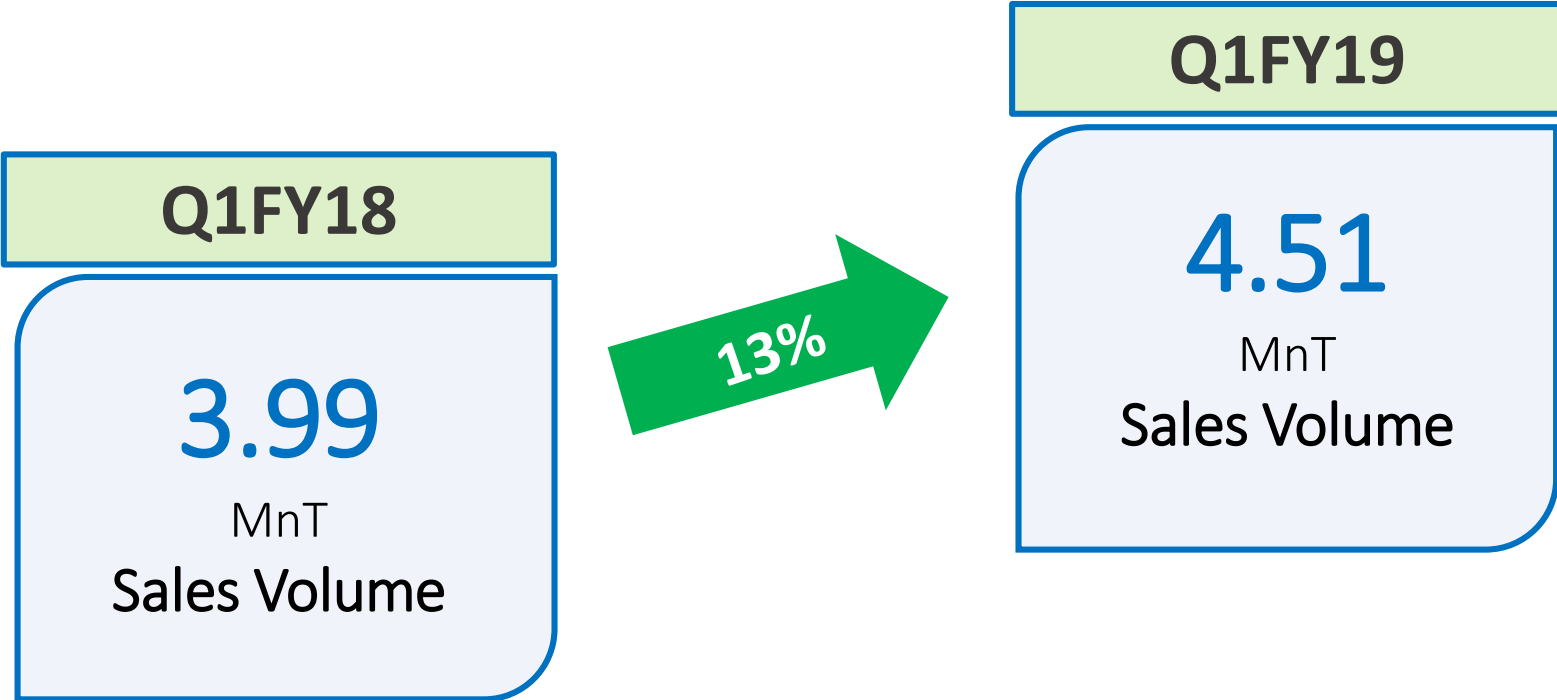 Q1FY18
3.99
MnT
Sales Volume
13%
Q1FY19
4.51
MnT
Sales Volume